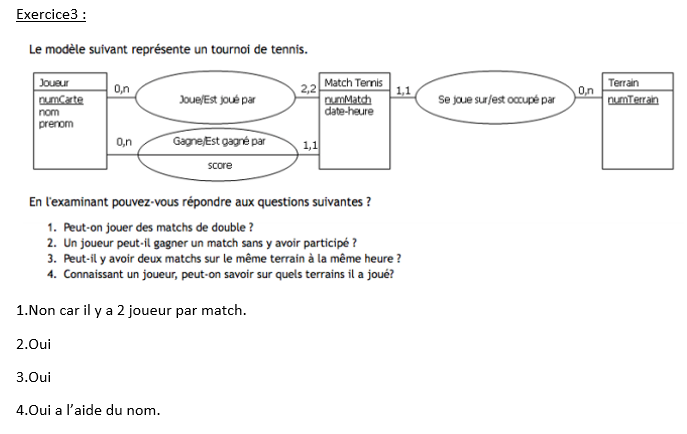 Exercice3 :
Le modèle suivant représente un tournoi de tennis.
Joueur
numCarte
nom
prenom
0,n
Joue/Est joué par
2,2
Match Tennis
numMatch
date-heure
1,1
Se joue sur/est occupé par
0,n
Terrain
numTerrain
0,n
Gagne/Est gagné par
score
1,1
En l'examinant pouvez-vous répondre aux questions suivantes ?
1. Peut-on jouer des matchs de double ?
2. Un joueur peut-il gagner un match sans y avoir participé ?
3. Peut-il y avoir deux matchs sur le même terrain à la même heure ?
4. Connaissant un joueur, peut-on savoir sur quels terrains il a joué?
1.Non car il y a 2 joueur par match.
2.Oui
3.Oui
4.Oui a l’aide du nom.